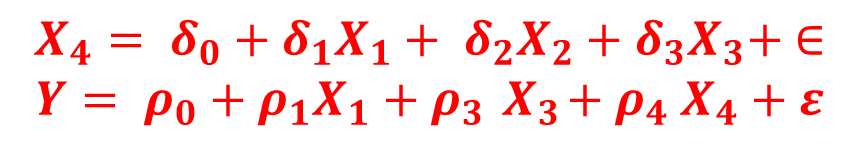 X₄ = δ₀ + δ₁X₁ + δ₂X₂ + δ₃X₃+ ∈
Y = ρ₀ + ρ₁X₁ + ρ₃ X₃ + ρ₄ X₄ + ε